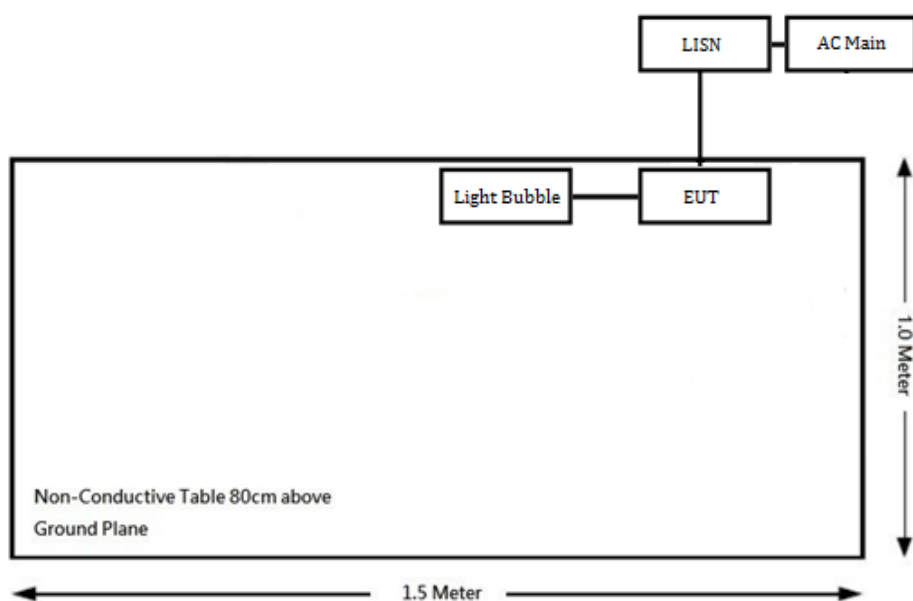 LISN
AC Main
Light Bubble
EUT
1.0 Meter
Non-Conductive Table 80cm above
Ground Plane
1.5 Meter